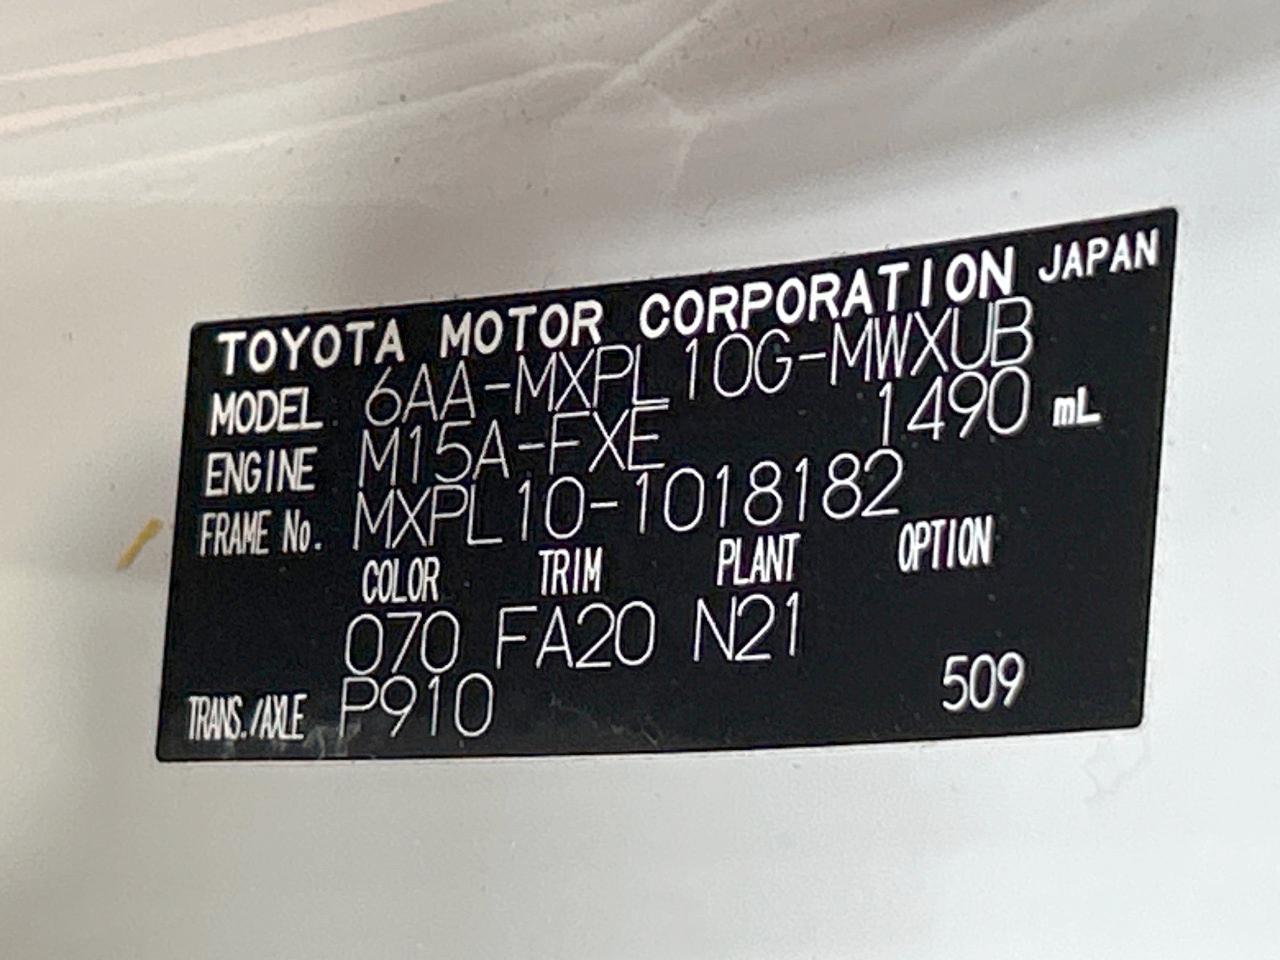 TOYOTA MOTOR CORPORATION JAPAN
MODEL 6AA-MXPL10G-MWXUB
ENGINE M15A-FXE 1490 mL
FRAME No. MXPL10-1018182
COLOR TRIM PLANT OPTION
070 FA20 N21
TRANS./AXLE P910 509